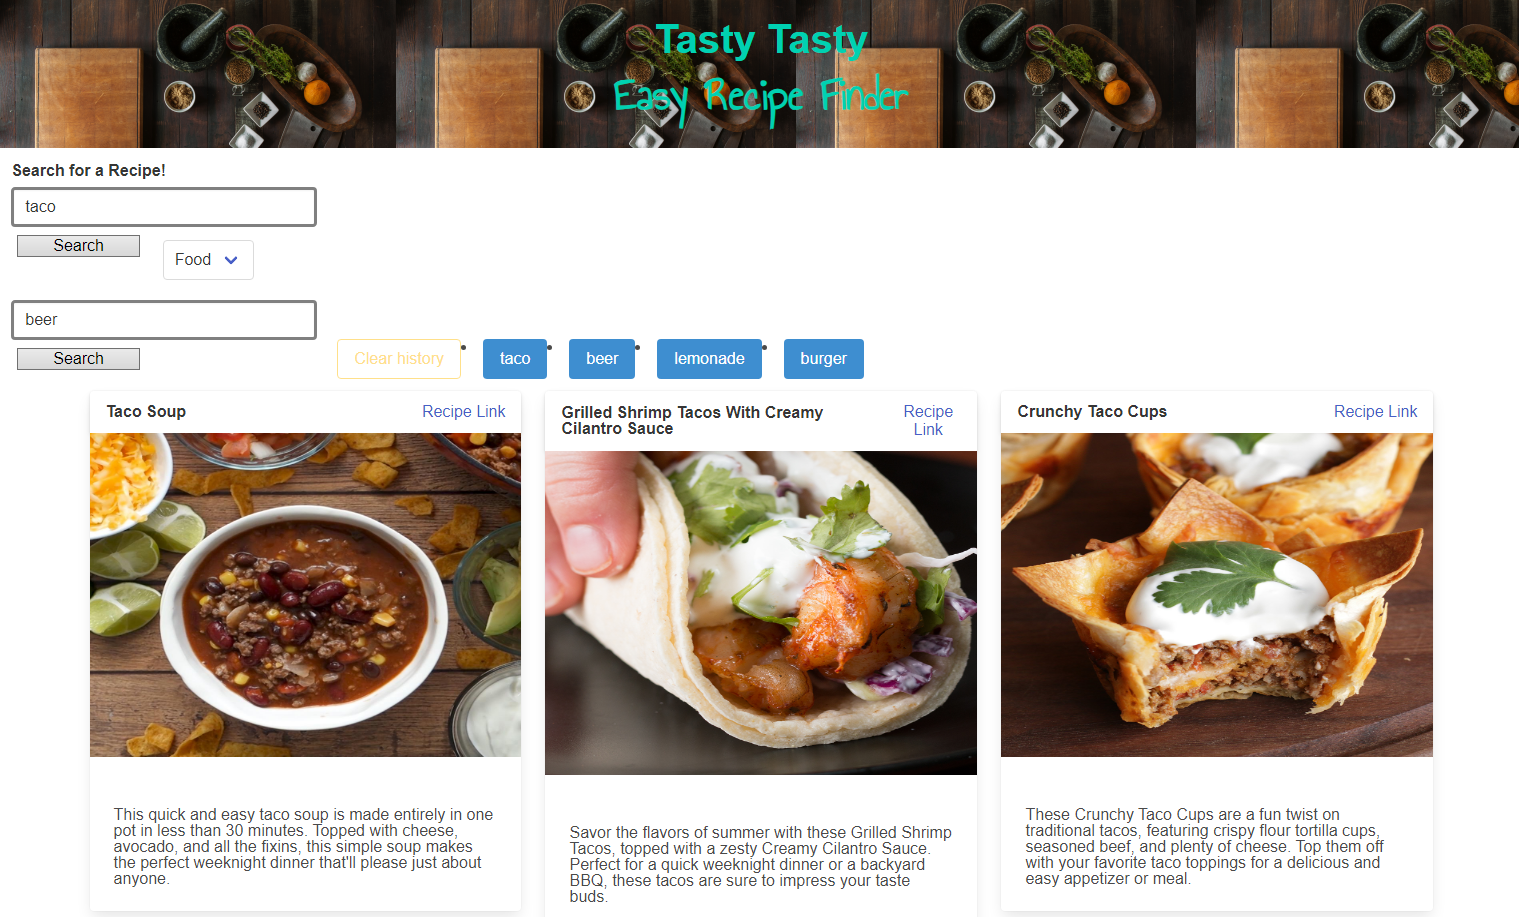 Tasty Tasty
Easy Recipe Finder
Search for a Recipe!
taco
Search
Food
beer
Search
Clear history
taco
beer
lemonade
burger
Taco Soup
Recipe Link
This quick and easy taco soup is made entirely in one
pot in less than 30 minutes. Topped with cheese,
avocado, and all the fixins, this simple soup makes
the perfect weeknight dinner that'll please just about
anyone.
Grilled Shrimp Tacos With Creamy
Cilantro Sauce
Recipe
Link
Savor the flavors of summer with these Grilled Shrimp
Tacos, topped with a zesty Creamy Cilantro Sauce.
Perfect for a quick weeknight dinner or a backyard
BBQ, these tacos are sure to impress your taste
buds.
Crunchy Taco Cups
Recipe Link
These Crunchy Taco Cups are a fun twist on
traditional tacos, featuring crispy flour tortilla cups,
seasoned beef, and plenty of cheese. Top them off
with your favorite taco toppings for a delicious and
easy appetizer or meal.